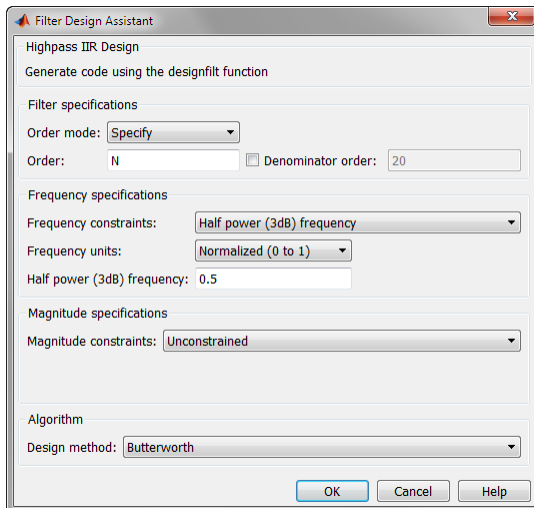 Filter Design Assistant
Highpass IIR Design
Generate code using the designfilt function
Filter specifications
Order mode: Specify
Order: N Denominator order: 20
Frequency specifications
Frequency constraints: Half power (3dB) frequency
Frequency units: Normalized (0 to 1)
Half power (3dB) frequency: 0.5
Magnitude specifications
Magnitude constraints: Unconstrained
Algorithm
Design method: Butterworth
OK Cancel Help